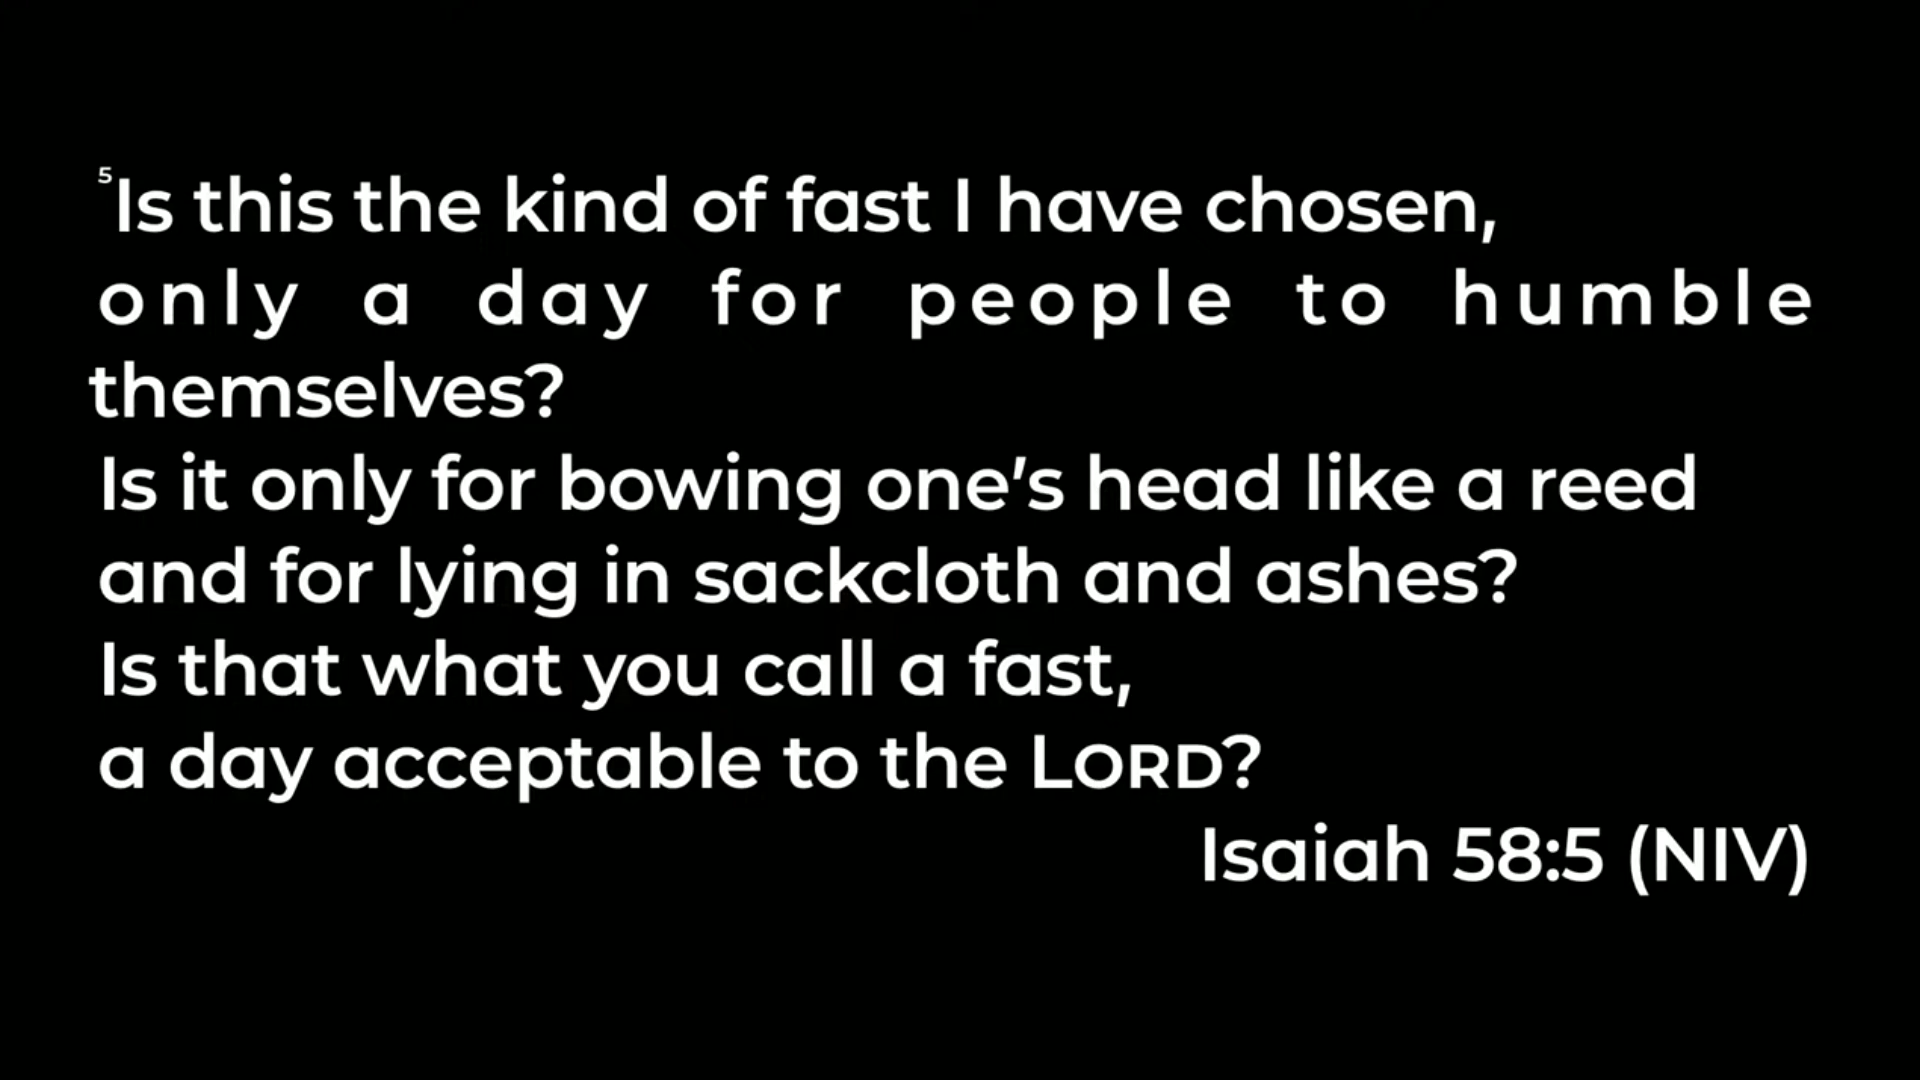 ⁵Is this the kind of fast I have chosen,
only a day for people to humble
themselves?
Is it only for bowing one's head like a reed
and for lying in sackcloth and ashes?
Is that what you call a fast,
a day acceptable to the LORD?
Isaiah 58:5 (NIV)